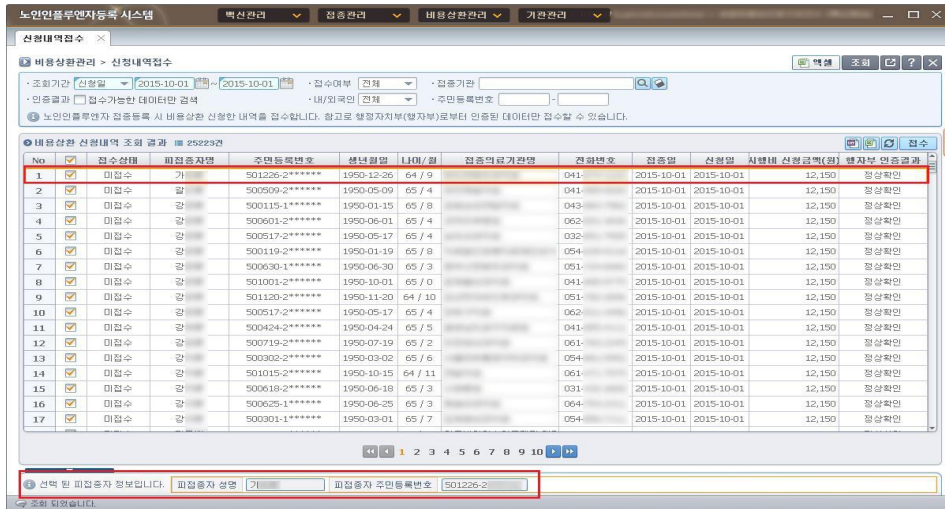 노인인플루엔자등록 시스템 백신관리 접종관리 비용상환관리 기관관리
신청내역접수
비용상환관리 > 신청내역접수 엑셀 조회
· 조회기간 신청일 2015-10-01 ~ 2015-10-01 · 접수여부 전체 · 접종기관
· 인증결과 접수가능한 데이터만 검색 · 내/외국인 전체 · 주민등록번호 -
노인인플루엔자 접종등록 시 비용상환 신청한 내역을 접수합니다. 참고로 행정자치부(행자부)로부터 인증된 데이터만 접수할 수 있습니다.
비용상환 신청내역 조회 결과 25223건 접수
No 접수상태 피접종자명 주민등록번호 생년월일 나이/월 접종의료기관명 전화번호 접종일 신청일 시행비 신청금액(원) 행자부 인증결과
1 미접수 가 501226-2****** 1950-12-26 64 / 9 041- 2015-10-01 2015-10-01 12,150 정상확인
2 미접수 갈 500509-2****** 1950-05-09 65 / 4 041- 2015-10-01 2015-10-01 12,150 정상확인
3 미접수 강 500115-1****** 1950-01-15 65 / 8 043- 2015-10-01 2015-10-01 12,150 정상확인
4 미접수 강 500601-2****** 1950-06-01 65 / 4 062- 2015-10-01 2015-10-01 12,150 정상확인
5 미접수 강 500517-2****** 1950-05-17 65 / 4 032- 2015-10-01 2015-10-01 12,150 정상확인
6 미접수 강 500119-2****** 1950-01-19 65 / 8 054- 2015-10-01 2015-10-01 12,150 정상확인
7 미접수 강 500630-1****** 1950-06-30 65 / 3 051- 2015-10-01 2015-10-01 12,150 정상확인
8 미접수 강 501001-2****** 1950-10-01 65 / 0 041- 2015-10-01 2015-10-01 12,150 정상확인
9 미접수 강 501120-2****** 1950-11-20 64 / 10 051- 2015-10-01 2015-10-01 12,150 정상확인
10 미접수 강 500517-2****** 1950-05-17 65 / 4 062- 2015-10-01 2015-10-01 12,150 정상확인
11 미접수 강 500424-2****** 1950-04-24 65 / 5 041- 2015-10-01 2015-10-01 12,150 정상확인
12 미접수 강 500719-2****** 1950-07-19 65 / 2 061- 2015-10-01 2015-10-01 12,150 정상확인
13 미접수 강 500302-2****** 1950-03-02 65 / 6 054- 2015-10-01 2015-10-01 12,150 정상확인
14 미접수 강 501015-2****** 1950-10-15 64 / 11 061- 2015-10-01 2015-10-01 12,150 정상확인
15 미접수 강 500618-2****** 1950-06-18 65 / 3 031- 2015-10-01 2015-10-01 12,150 정상확인
16 미접수 강 500625-1****** 1950-06-25 65 / 3 064- 2015-10-01 2015-10-01 12,150 정상확인
17 미접수 강 500301-1****** 1950-03-01 65 / 7 054- 2015-10-01 2015-10-01 12,150 정상확인
1 2 3 4 5 6 7 8 9 10
선택 된 피접종자 정보입니다. 피접종자 성명 가 피접종자 주민등록번호 501226-2
조회 되었습니다.